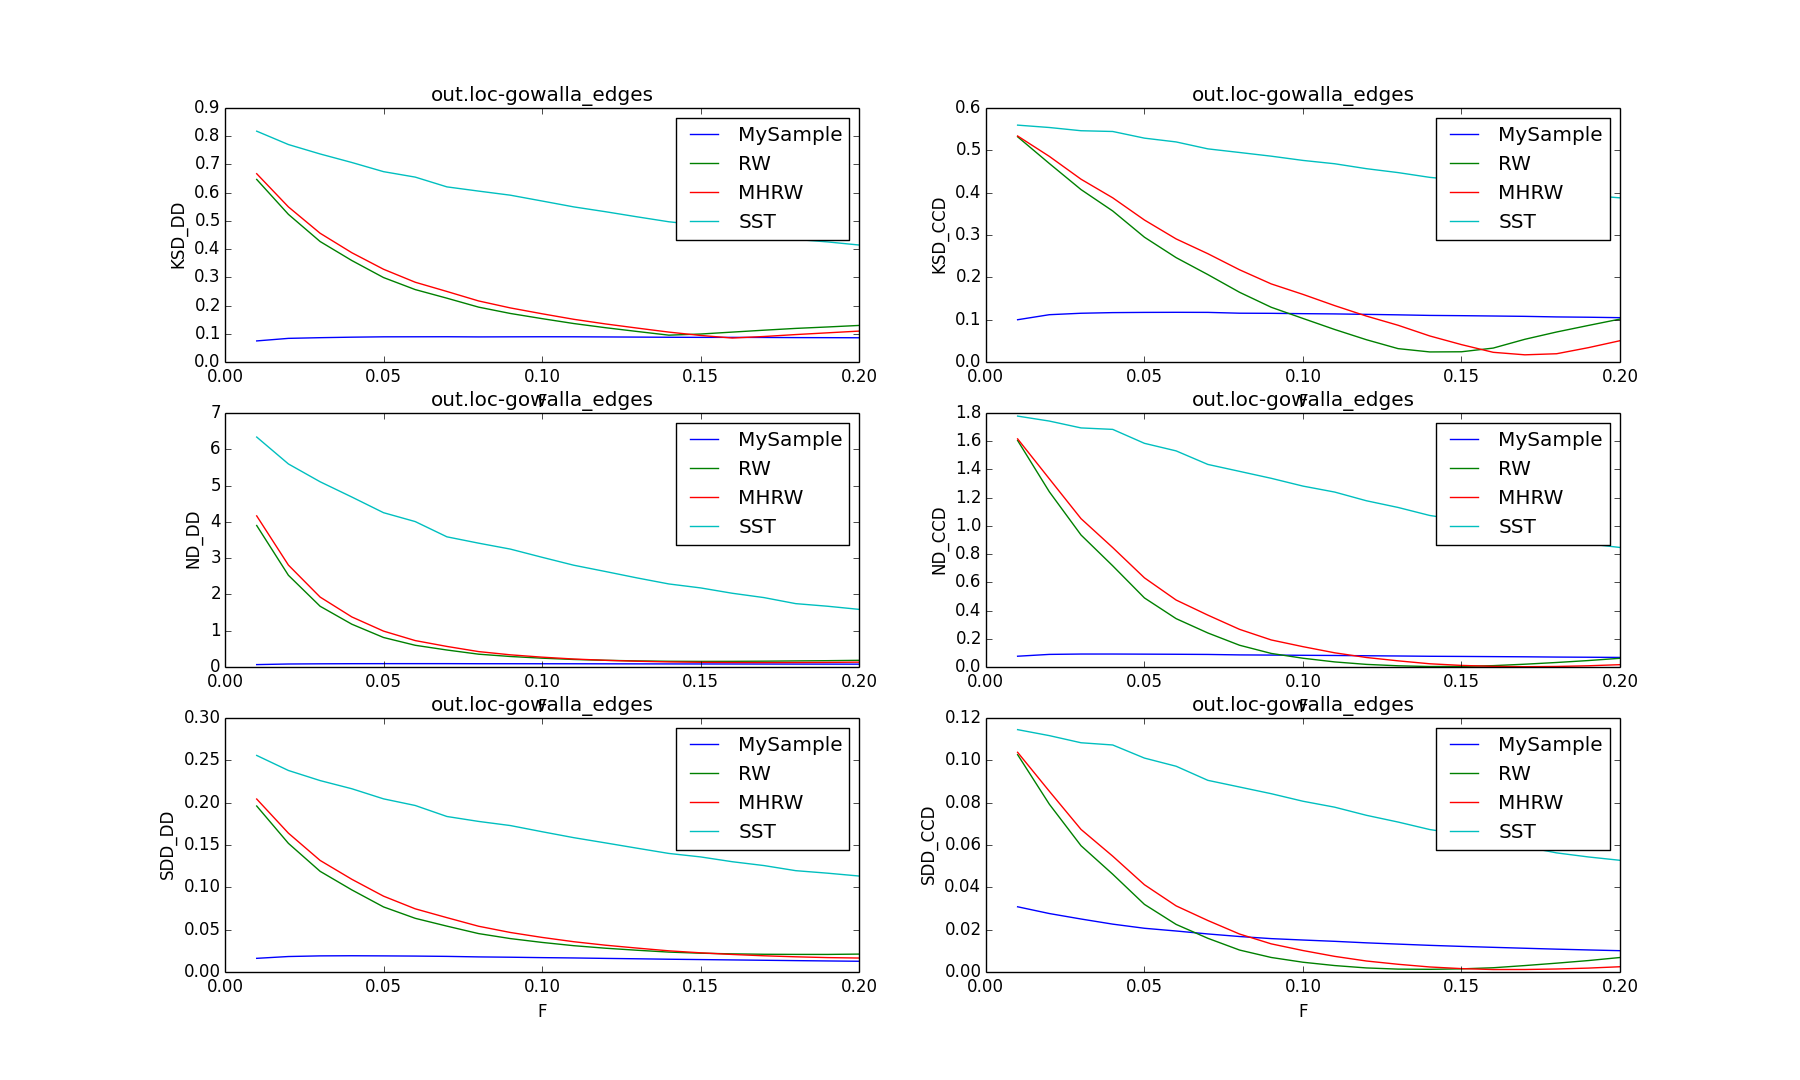 out.loc-gowalla_edges
KSD_DD
0.9
0.8
0.7
0.6
0.5
0.4
0.3
0.2
0.1
0.0
MySample
RW
MHRW
SST
0.00 0.05 0.10 0.15 0.20
F
out.loc-gowalla_edges
KSD_CCD
0.6
0.5
0.4
0.3
0.2
0.1
0.0
MySample
RW
MHRW
SST
0.00 0.05 0.10 0.15 0.20
F
out.loc-gowalla_edges
ND_DD
7
6
5
4
3
2
1
0
MySample
RW
MHRW
SST
0.00 0.05 0.10 0.15 0.20
F
out.loc-gowalla_edges
ND_CCD
1.8
1.6
1.4
1.2
1.0
0.8
0.6
0.4
0.2
0.0
MySample
RW
MHRW
SST
0.00 0.05 0.10 0.15 0.20
F
out.loc-gowalla_edges
SDD_DD
0.30
0.25
0.20
0.15
0.10
0.05
0.00
MySample
RW
MHRW
SST
0.00 0.05 0.10 0.15 0.20
F
out.loc-gowalla_edges
SDD_CCD
0.12
0.10
0.08
0.06
0.04
0.02
0.00
MySample
RW
MHRW
SST
0.00 0.05 0.10 0.15 0.20
F